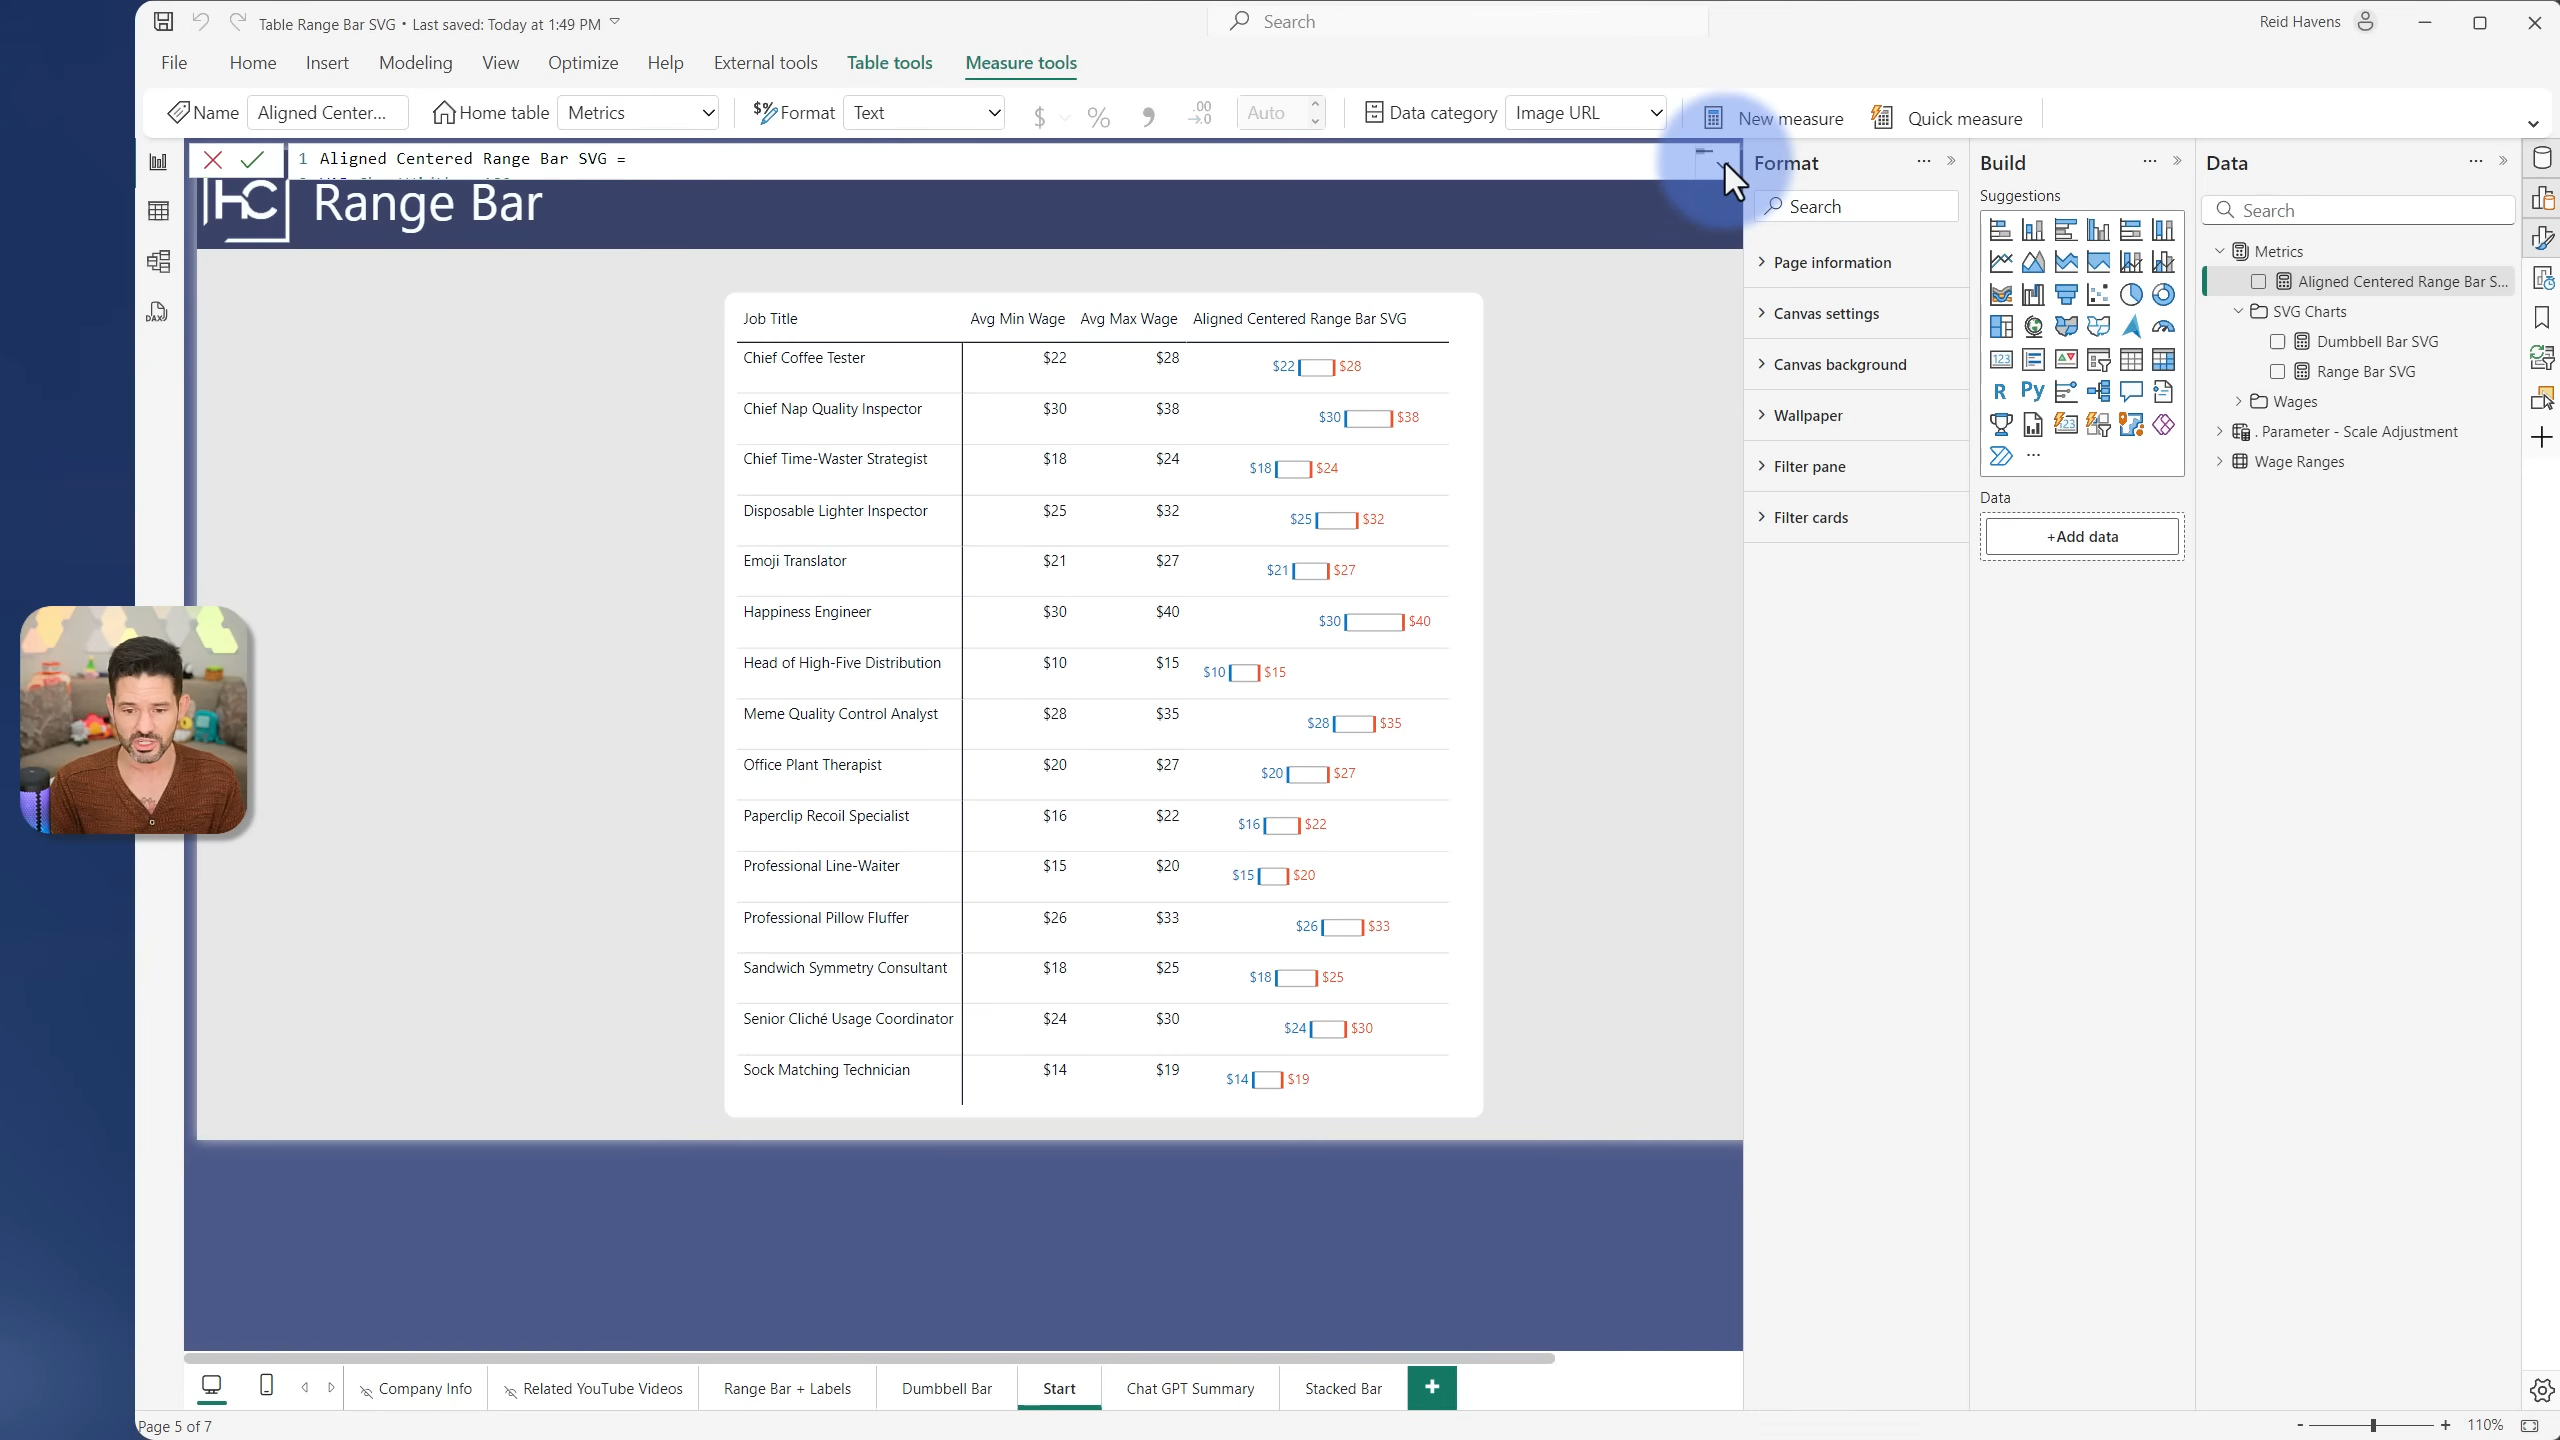 Table Range Bar SVG • Last saved: Today at 1:49 PM
Search
Reid Havens
File Home Insert Modeling View Optimize Help External tools Table tools Measure tools
Name Aligned Center... Home table Metrics Format Text $ % .00 Auto Data category Image URL New measure Quick measure
1 Aligned Centered Range Bar SVG =
HC Range Bar
Job Title Avg Min Wage Avg Max Wage Aligned Centered Range Bar SVG
Chief Coffee Tester $22 $28 $22 $28
Chief Nap Quality Inspector $30 $38 $30 $38
Chief Time-Waster Strategist $18 $24 $18 $24
Disposable Lighter Inspector $25 $32 $25 $32
Emoji Translator $21 $27 $21 $27
Happiness Engineer $30 $40 $30 $40
Head of High-Five Distribution $10 $15 $10 $15
Meme Quality Control Analyst $28 $35 $28 $35
Office Plant Therapist $20 $27 $20 $27
Paperclip Recoil Specialist $16 $22 $16 $22
Professional Line-Waiter $15 $20 $15 $20
Professional Pillow Fluffer $26 $33 $26 $33
Sandwich Symmetry Consultant $18 $25 $18 $25
Senior Cliché Usage Coordinator $24 $30 $24 $30
Sock Matching Technician $14 $19 $14 $19
Format
Search
Page information
Canvas settings
Canvas background
Wallpaper
Filter pane
Filter cards
Build
Suggestions
R Py
123
Data
+Add data
Data
Search
Metrics
Aligned Centered Range Bar S...
SVG Charts
Dumbbell Bar SVG
Range Bar SVG
Wages
. Parameter - Scale Adjustment
Wage Ranges
DAX
Company Info Related YouTube Videos Range Bar + Labels Dumbbell Bar Start Chat GPT Summary Stacked Bar +
Page 5 of 7
- + 110%